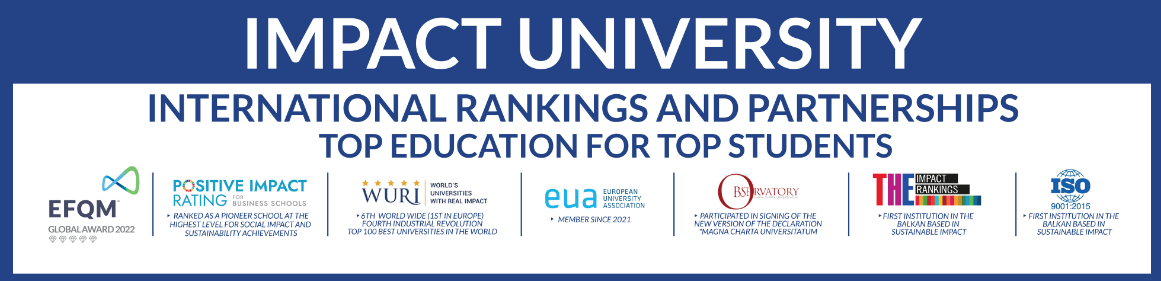 IMPACT UNIVERSITY
INTERNATIONAL RANKINGS AND PARTNERSHIPS
TOP EDUCATION FOR TOP STUDENTS
EFQM
GLOBAL AWARD 2022
POSITIVE IMPACT
RATING FOR BUSINESS SCHOOLS
RANKED AS A PIONEER SCHOOL AT THE
HIGHEST LEVEL FOR SOCIAL IMPACT AND
SUSTAINABILITY ACHIEVEMENTS
WURI
WORLD'S
UNIVERSITIES
WITH REAL IMPACT
6TH WORLD WIDE (1ST IN EUROPE)
FOURTH INDUSTRIAL REVOLUTION
TOP 100 BEST UNIVERSITIES IN THE WORLD
eua
EUROPEAN
UNIVERSITY
ASSOCIATION
MEMBER SINCE 2021
OBSERVATORY
PARTICIPATED IN SIGNING OF THE
NEW VERSION OF THE DECLARATION
"MAGNA CHARTA UNIVERSITATUM
THE IMPACT
RANKINGS
FIRST INSTITUTION IN THE
BALKAN BASED IN
SUSTAINABLE IMPACT
ISO
9001:2015
FIRST INSTITUTION IN THE
BALKAN BASED IN
SUSTAINABLE IMPACT